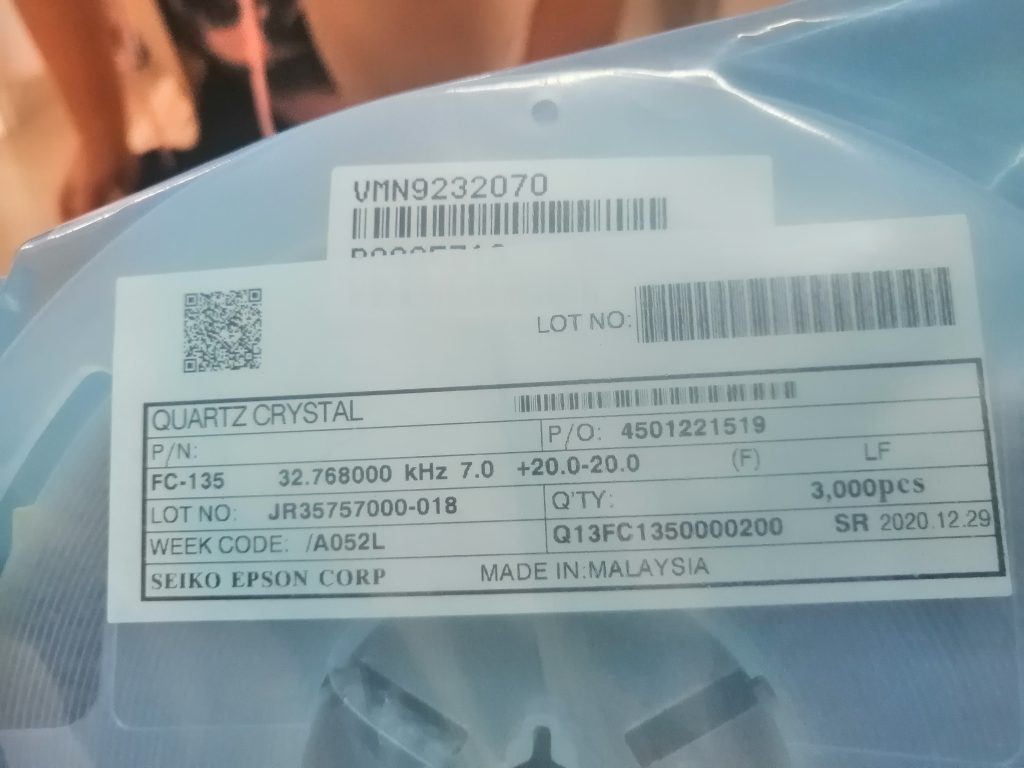 VMN9232070
LOT NO:
QUARTZ CRYSTAL
P/N:
P/O: 4501221519
FC-135 32.768000 kHz 7.0 +20.0-20.0 (F) LF
LOT NO: JR35757000-018
Q'TY: 3,000pcs
WEEK CODE: /A052L
Q13FC1350000200 SR 2020.12.29
SEIKO EPSON CORP MADE IN:MALAYSIA